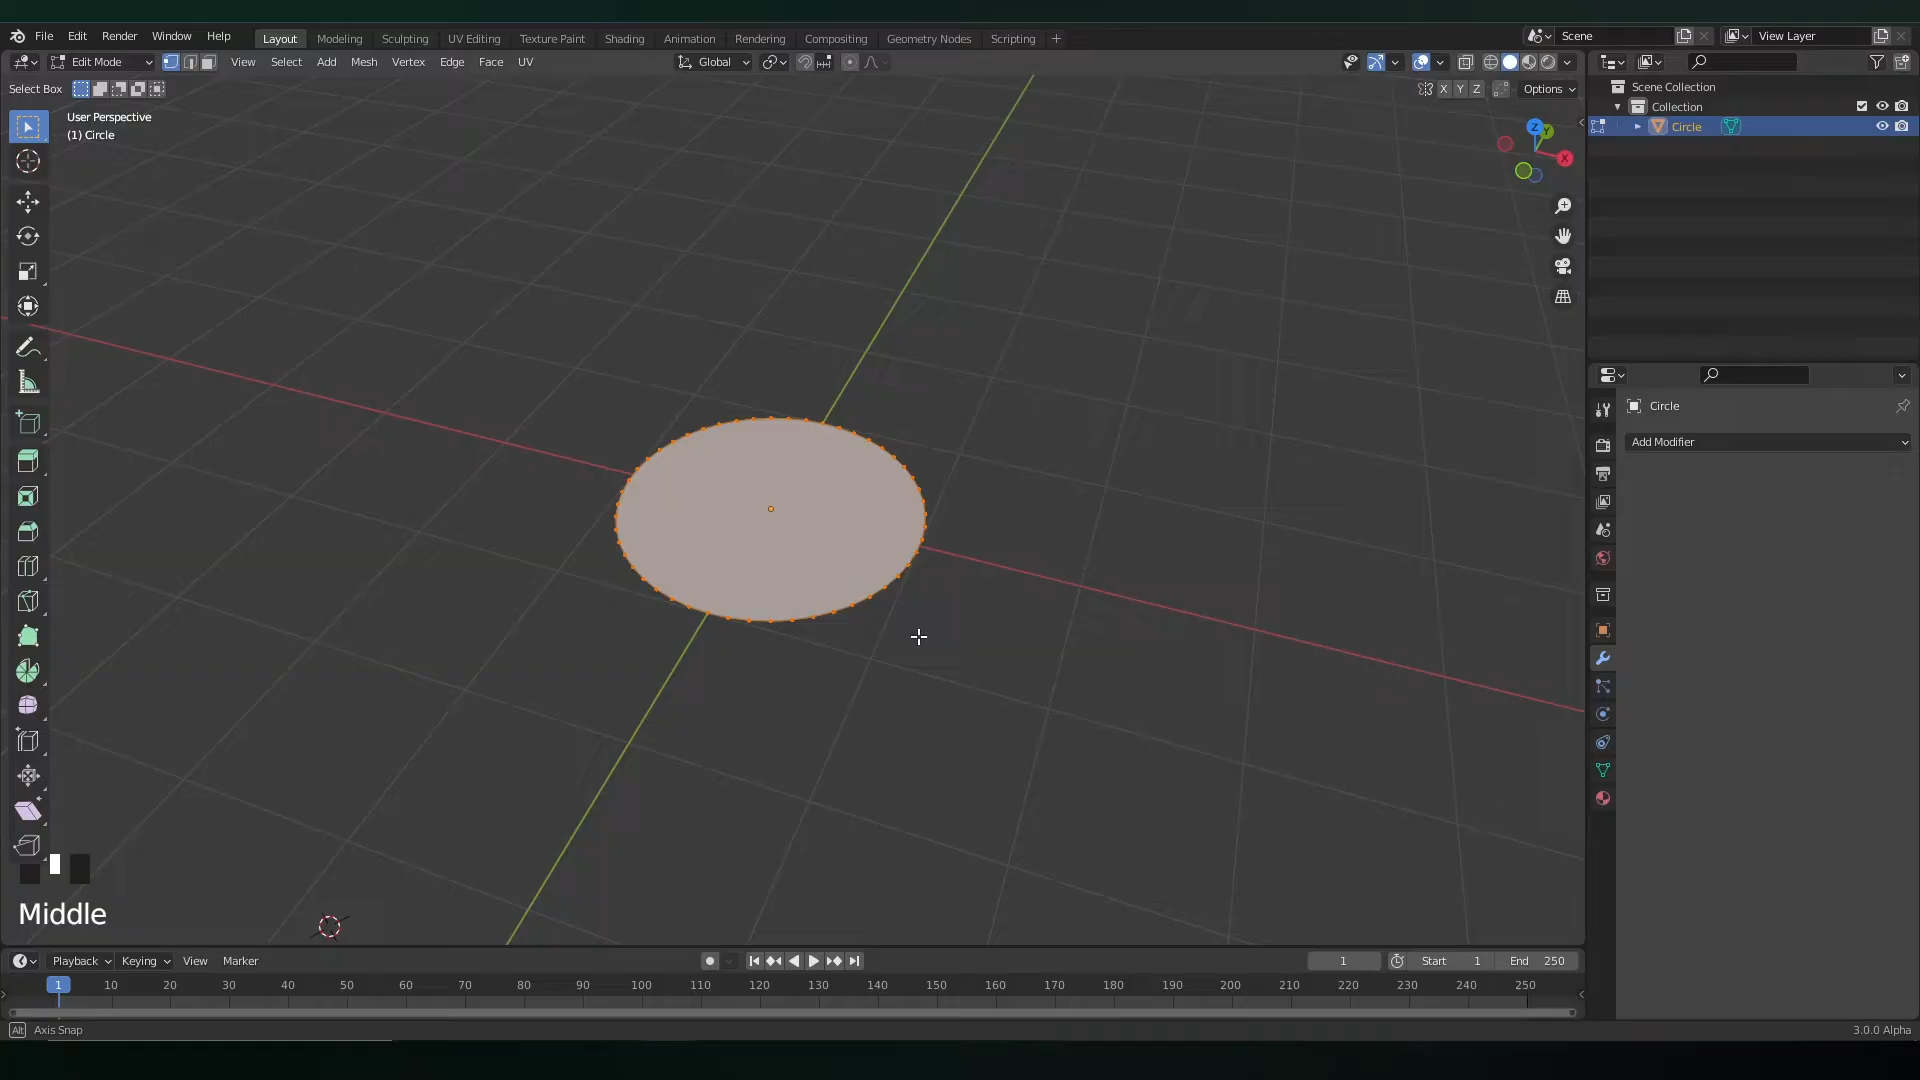 File Edit Render Window Help Layout Modeling Sculpting UV Editing Texture Paint Shading Animation Rendering Compositing Geometry Nodes Scripting + Scene View Layer
Edit Mode View Select Add Mesh Vertex Edge Face UV Global
Select Box X Y Z Options
User Perspective
(1) Circle
Z Y X
Scene Collection
Collection
Circle
Circle
Add Modifier
Middle
Playback Keying View Marker 1 Start 1 End 250
1 10 20 30 40 50 60 70 80 90 100 110 120 130 140 150 160 170 180 190 200 210 220 230 240 250
Alt Axis Snap 3.0.0 Alpha